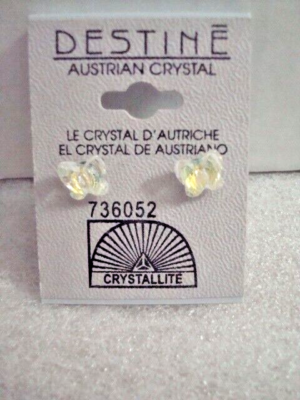 DESTINĒ
AUSTRIAN CRYSTAL
LE CRYSTAL D'AUTRICHE
EL CRYSTAL DE AUSTRIANO
736052
CRYSTALLITE